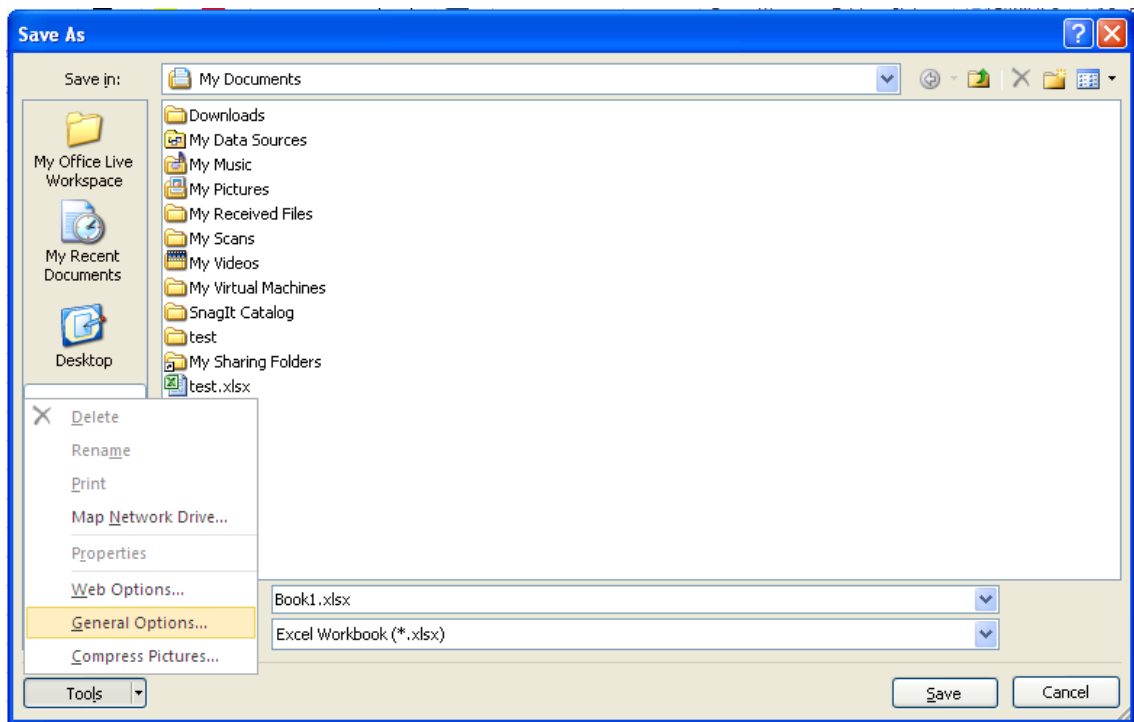 Save As
Save in:
My Documents
My Office Live
Workspace
My Recent
Documents
Desktop
Downloads
My Data Sources
My Music
My Pictures
My Received Files
My Scans
My Videos
My Virtual Machines
SnagIt Catalog
test
My Sharing Folders
test.xlsx
Delete
Rename
Print
Map Network Drive...
Properties
Web Options...
General Options...
Compress Pictures...
Book1.xlsx
Excel Workbook (*.xlsx)
Tools
Save
Cancel